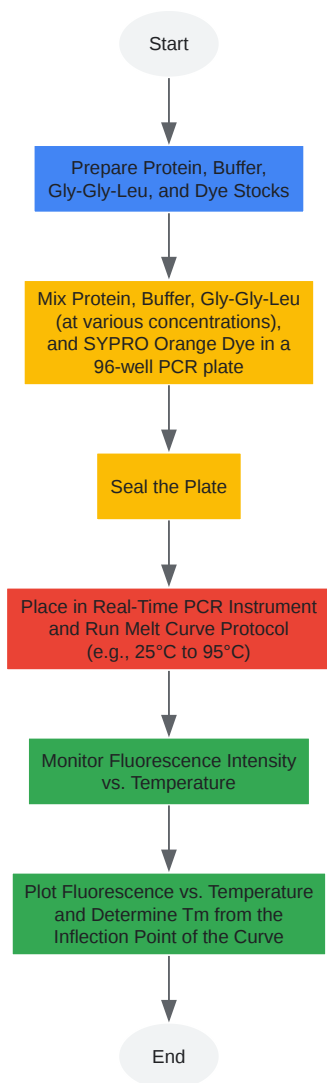 Start
Prepare Protein, Buffer,
Gly-Gly-Leu, and Dye Stocks
Mix Protein, Buffer, Gly-Gly-Leu
(at various concentrations),
and SYPRO Orange Dye in a
96-well PCR plate
Seal the Plate
Place in Real-Time PCR Instrument
and Run Melt Curve Protocol
(e.g., 25°C to 95°C)
Monitor Fluorescence Intensity
vs. Temperature
Plot Fluorescence vs. Temperature
and Determine Tm from the
Inflection Point of the Curve
End